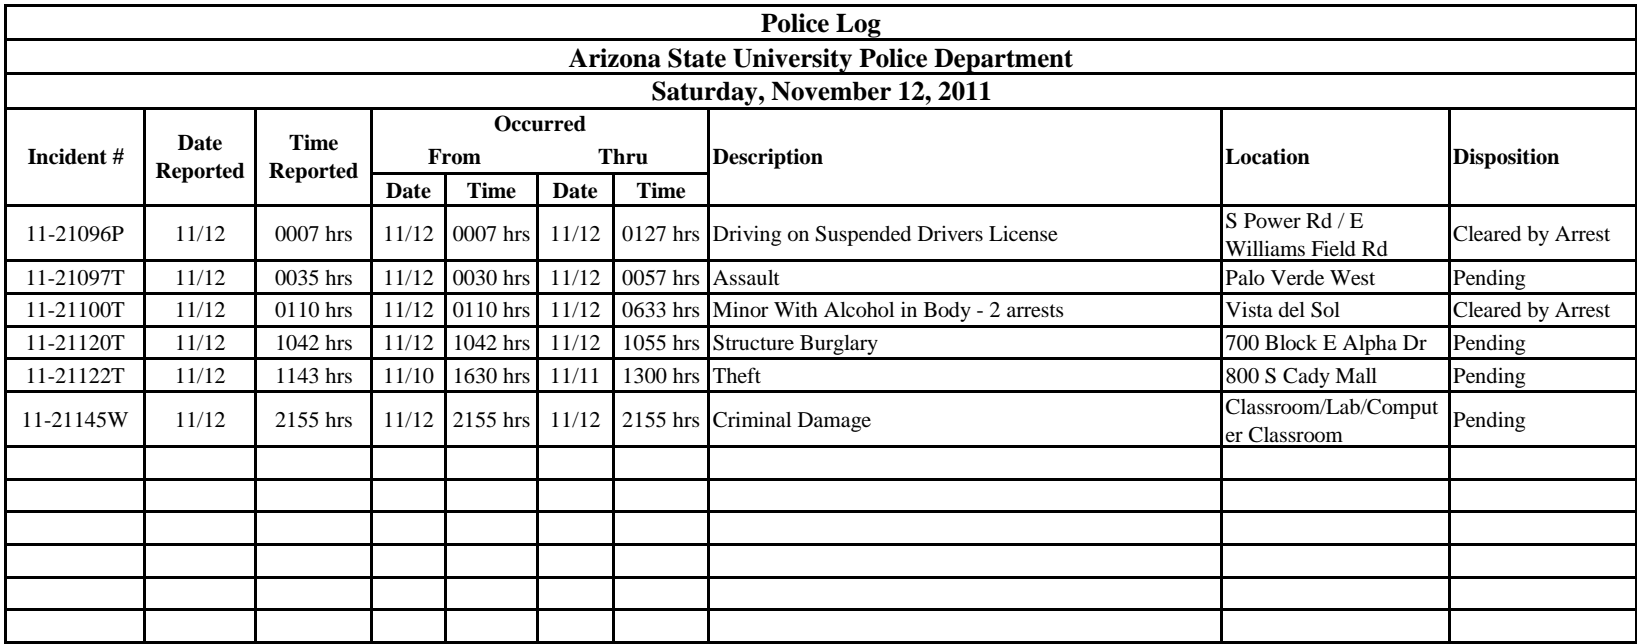 Police Log
Arizona State University Police Department
Saturday, November 12, 2011
Incident # Date Reported Time Reported Occurred From Thru Description Location Disposition
Date Time Date Time
11-21096P 11/12 0007 hrs 11/12 0007 hrs 11/12 0127 hrs Driving on Suspended Drivers License S Power Rd / E Williams Field Rd Cleared by Arrest
11-21097T 11/12 0035 hrs 11/12 0030 hrs 11/12 0057 hrs Assault Palo Verde West Pending
11-21100T 11/12 0110 hrs 11/12 0110 hrs 11/12 0633 hrs Minor With Alcohol in Body - 2 arrests Vista del Sol Cleared by Arrest
11-21120T 11/12 1042 hrs 11/12 1042 hrs 11/12 1055 hrs Structure Burglary 700 Block E Alpha Dr Pending
11-21122T 11/12 1143 hrs 11/10 1630 hrs 11/11 1300 hrs Theft 800 S Cady Mall Pending
11-21145W 11/12 2155 hrs 11/12 2155 hrs 11/12 2155 hrs Criminal Damage Classroom/Lab/Comput er Classroom Pending